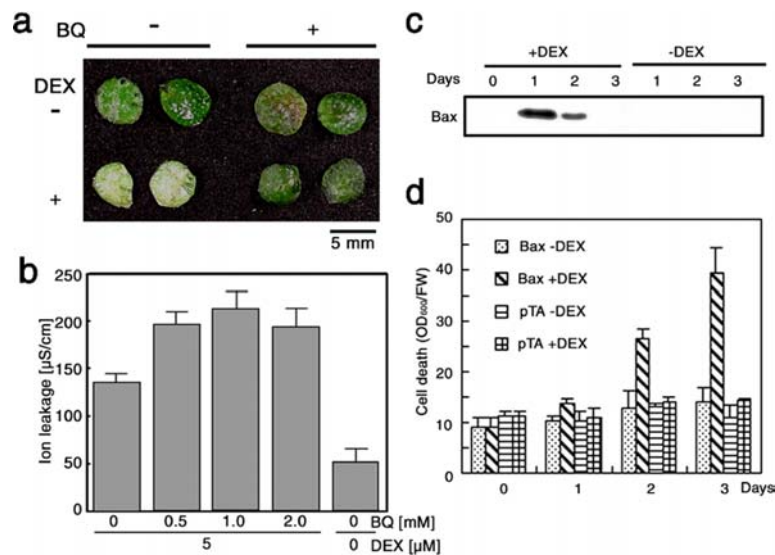 a
BQ - +
DEX
-
+
5 mm
b
Ion leakage [µS/cm]
250
200
150
100
50
0
0 0.5 1.0 2.0 0 BQ [mM]
5 0 DEX [µM]
c
+DEX -DEX
Days 0 1 2 3 1 2 3
Bax
d
Cell death (OD600/FW)
50
40
30
20
15
10
0
Bax -DEX
Bax +DEX
pTA -DEX
pTA +DEX
0 1 2 3 Days